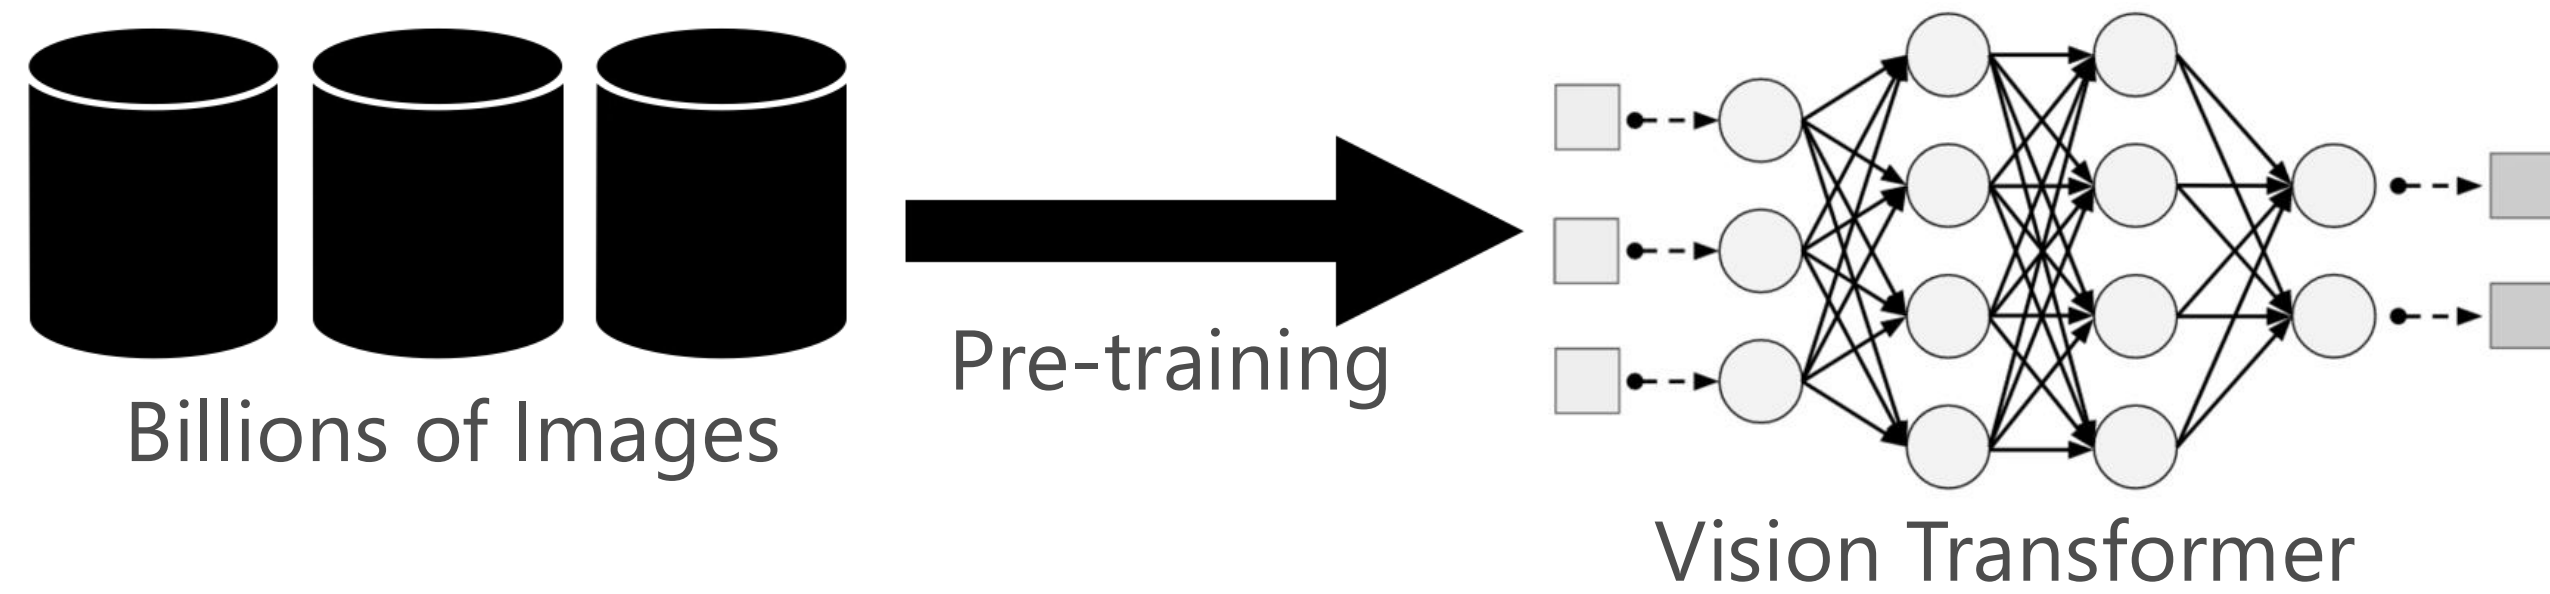 Billions of Images
Pre-training
Vision Transformer